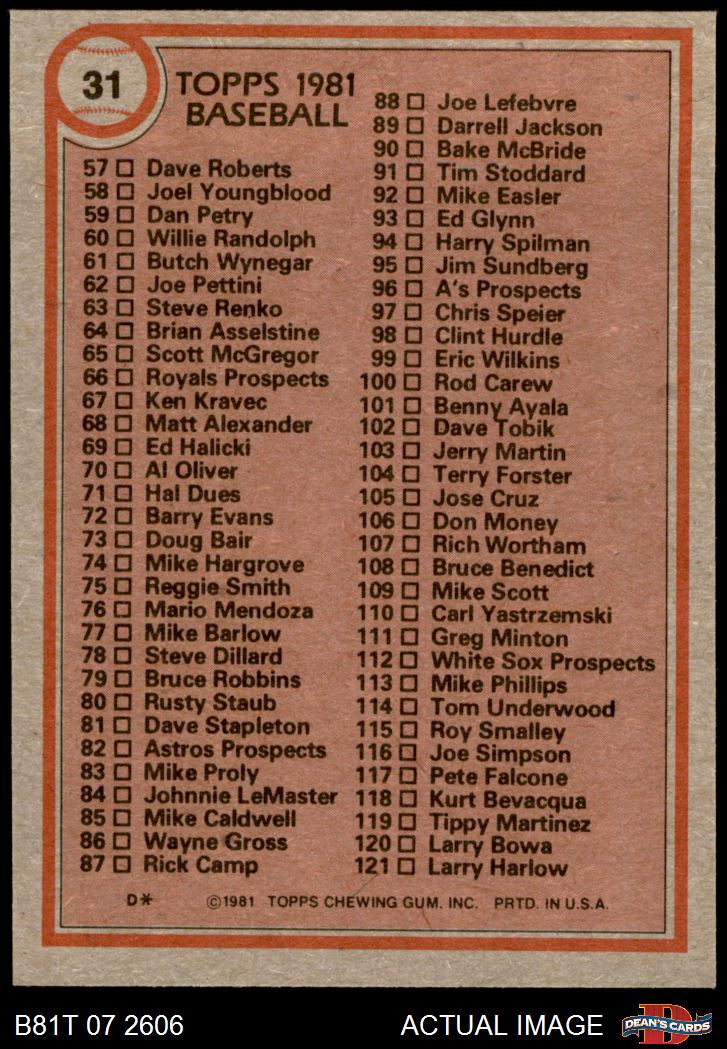 31
TOPPS 1981
BASEBALL
57 Dave Roberts
58 Joel Youngblood
59 Dan Petry
60 Willie Randolph
61 Butch Wynegar
62 Joe Pettini
63 Steve Renko
64 Brian Asselstine
65 Scott McGregor
66 Royals Prospects
67 Ken Kravec
68 Matt Alexander
69 Ed Halicki
70 Al Oliver
71 Hal Dues
72 Barry Evans
73 Doug Bair
74 Mike Hargrove
75 Reggie Smith
76 Mario Mendoza
77 Mike Barlow
78 Steve Dillard
79 Bruce Robbins
80 Rusty Staub
81 Dave Stapleton
82 Astros Prospects
83 Mike Proly
84 Johnnie LeMaster
85 Mike Caldwell
86 Wayne Gross
87 Rick Camp
88 Joe Lefebvre
89 Darrell Jackson
90 Bake McBride
91 Tim Stoddard
92 Mike Easler
93 Ed Glynn
94 Harry Spilman
95 Jim Sundberg
96 A's Prospects
97 Chris Speier
98 Clint Hurdle
99 Eric Wilkins
100 Rod Carew
101 Benny Ayala
102 Dave Tobik
103 Jerry Martin
104 Terry Forster
105 Jose Cruz
106 Don Money
107 Rich Wortham
108 Bruce Benedict
109 Mike Scott
110 Carl Yastrzemski
111 Greg Minton
112 White Sox Prospects
113 Mike Phillips
114 Tom Underwood
115 Roy Smalley
116 Joe Simpson
117 Pete Falcone
118 Kurt Bevacqua
119 Tippy Martinez
120 Larry Bowa
121 Larry Harlow
D* ©1981 TOPPS CHEWING GUM, INC. PRTD. IN U.S.A.
B81T 07 2606 ACTUAL IMAGE
D
DEAN'S CARDS